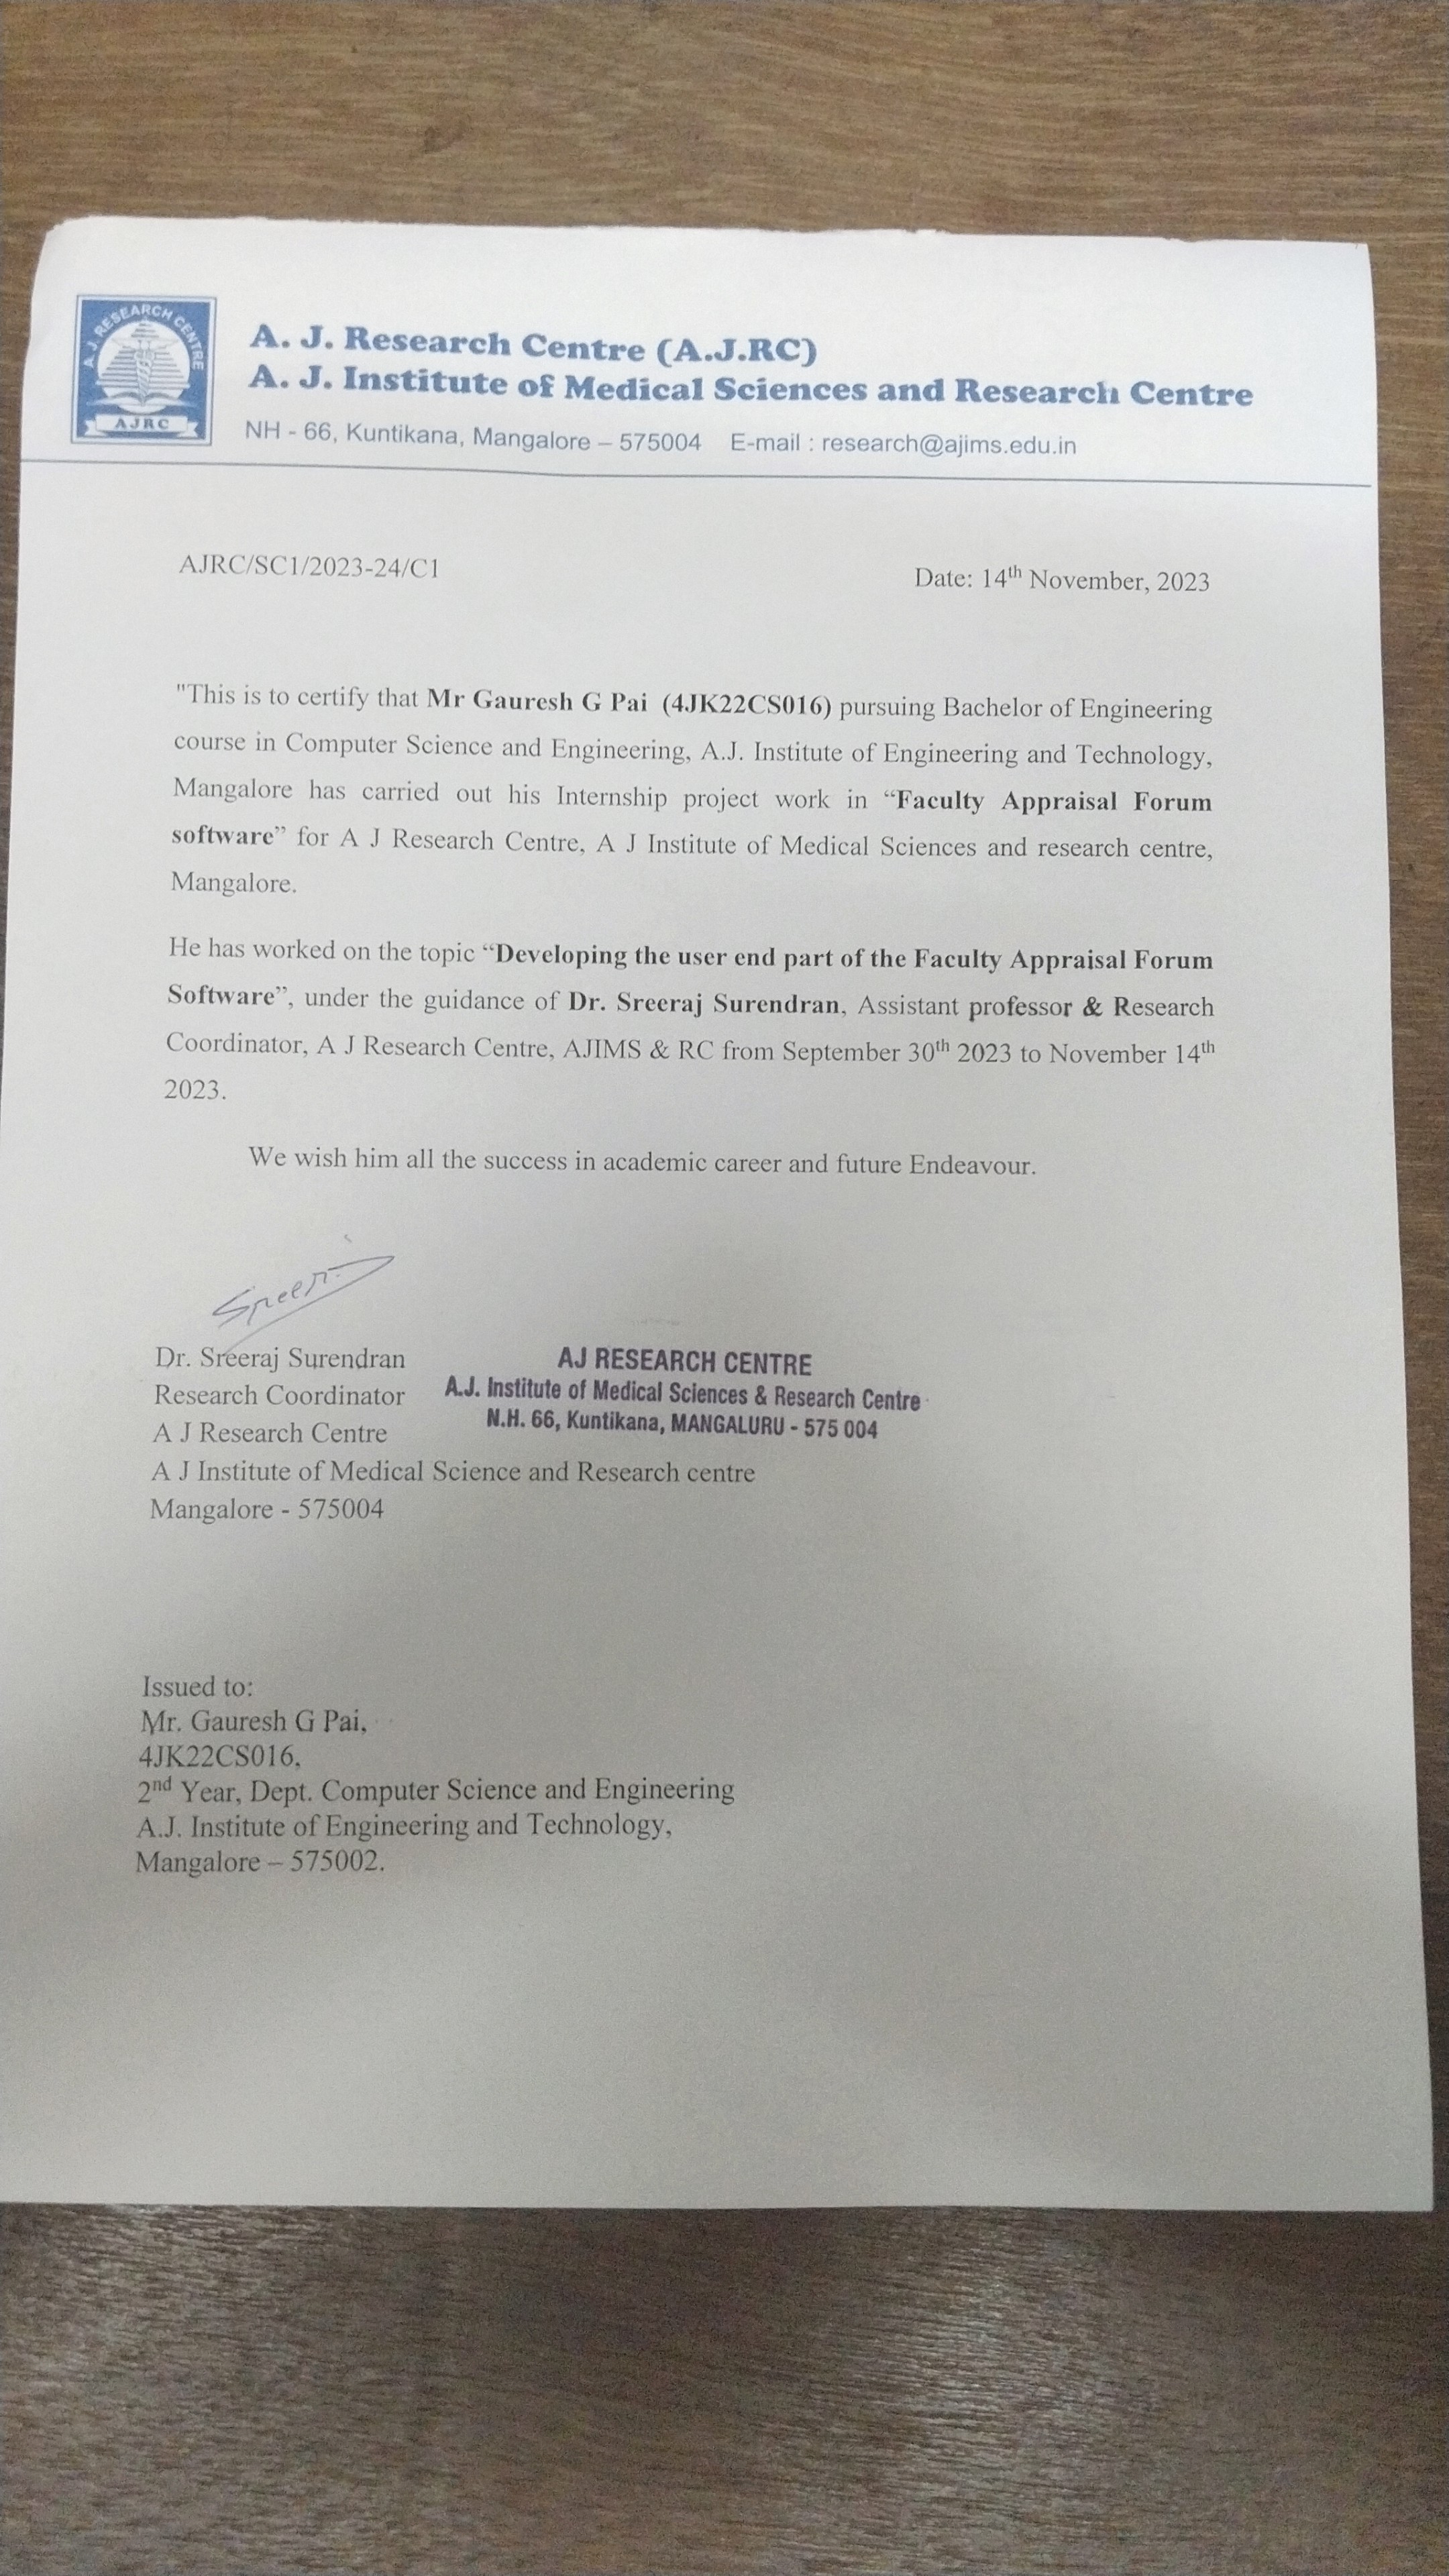 A. J. RESEARCH CENTRE
AJRC
A. J. Research Centre (A.J.RC)
A. J. Institute of Medical Sciences and Research Centre
NH - 66, Kuntikana, Mangalore – 575004 E-mail : research@ajims.edu.in
AJRC/SC1/2023-24/C1
Date: 14th November, 2023
"This is to certify that Mr Gauresh G Pai (4JK22CS016) pursuing Bachelor of Engineering
course in Computer Science and Engineering, A.J. Institute of Engineering and Technology,
Mangalore has carried out his Internship project work in “Faculty Appraisal Forum
software” for A J Research Centre, A J Institute of Medical Sciences and research centre,
Mangalore.
He has worked on the topic “Developing the user end part of the Faculty Appraisal Forum
Software”, under the guidance of Dr. Sreeraj Surendran, Assistant professor & Research
Coordinator, A J Research Centre, AJIMS & RC from September 30th 2023 to November 14th
2023.
We wish him all the success in academic career and future Endeavour.
Dr. Sreeraj Surendran
Research Coordinator
A J Research Centre
A J Institute of Medical Science and Research centre
Mangalore - 575004
AJ RESEARCH CENTRE
A.J. Institute of Medical Sciences & Research Centre
N.H. 66, Kuntikana, MANGALURU - 575 004
Issued to:
Mr. Gauresh G Pai,
4JK22CS016,
2nd Year, Dept. Computer Science and Engineering
A.J. Institute of Engineering and Technology,
Mangalore – 575002.